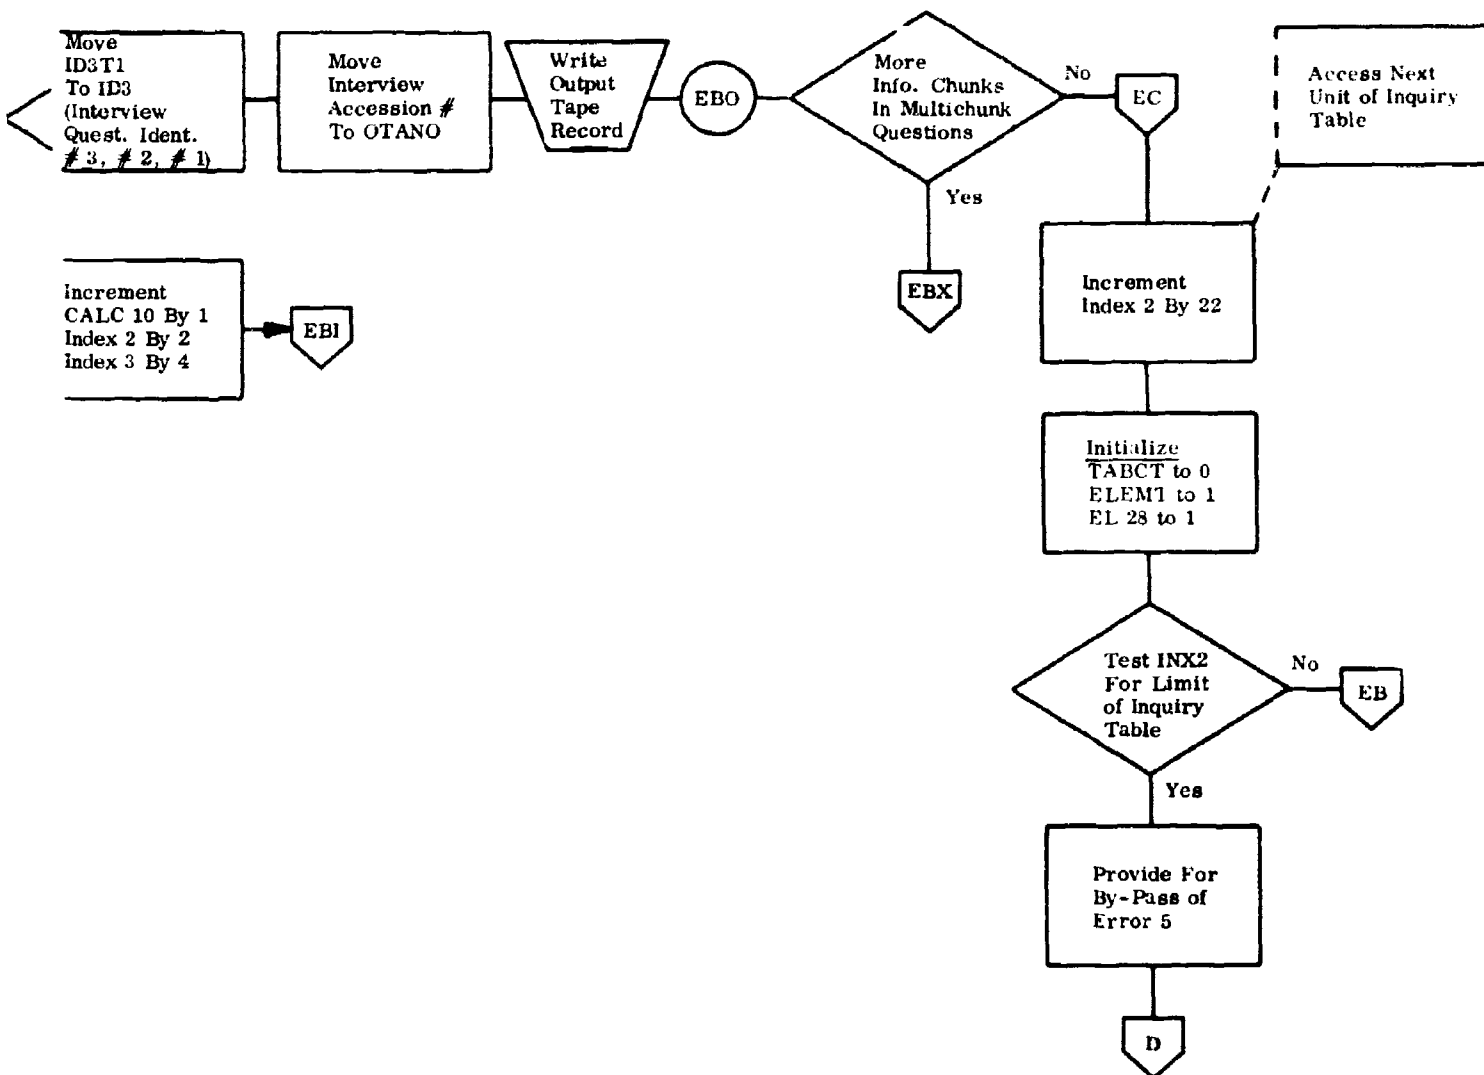 Move
ID3T1
To ID3
(Interview
Quest. Ident.
# 3, # 2, # 1)
Move
Interview
Accession #
To OTANO
Write
Output
Tape
Record
EBO
More
Info. Chunks
In Multichunk
Questions
No
EC
Access Next
Unit of Inquiry
Table
Yes
EBX
Increment
Index 2 By 22
Increment
CALC 10 By 1
Index 2 By 2
Index 3 By 4
EBI
Initialize
TABCT to 0
ELEMT to 1
EL 28 to 1
Test INX2
For Limit
of Inquiry
Table
No
EB
Yes
Provide For
By-Pass of
Error 5
D